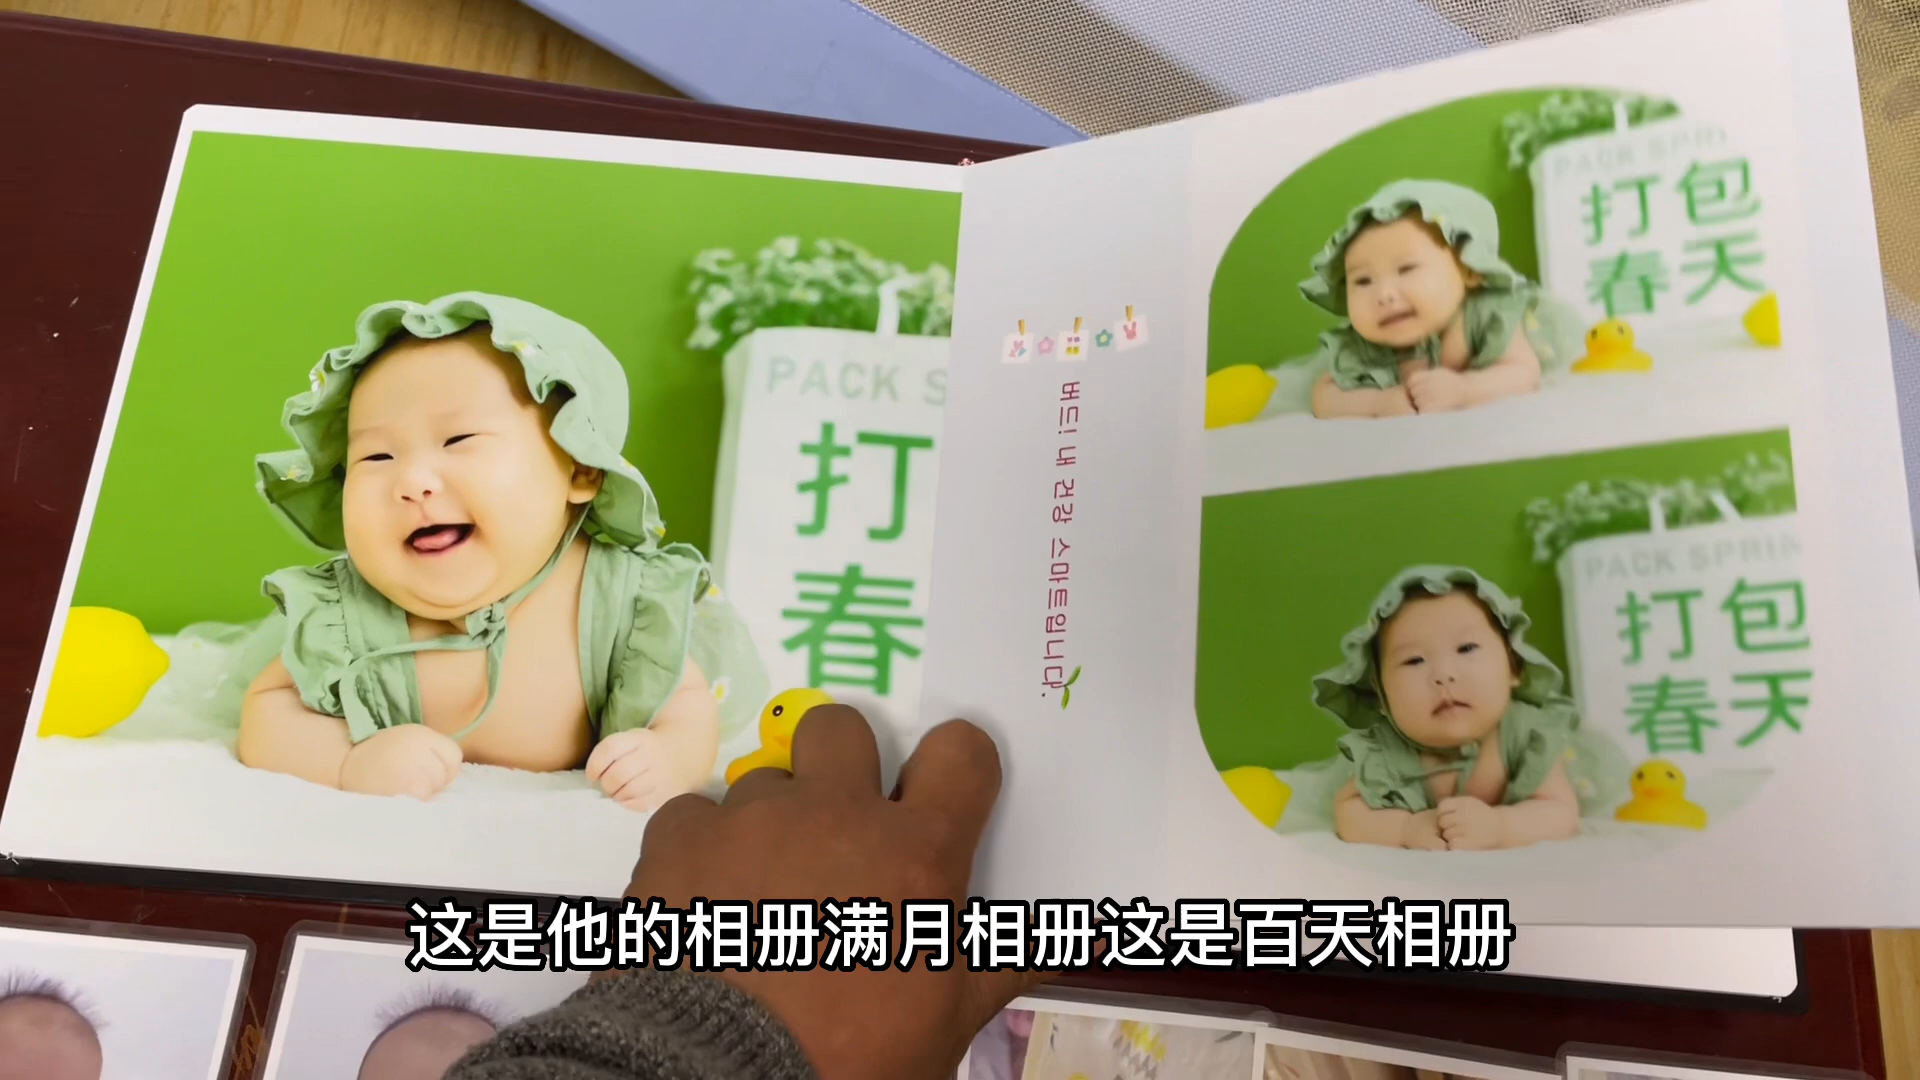 PACK S
打
春
버드! 내 건강 스마트입니다.
PACK SPRI
打包
春天
PACK SPRIN
打包
春天
这是他的相册满月相册这是百天相册